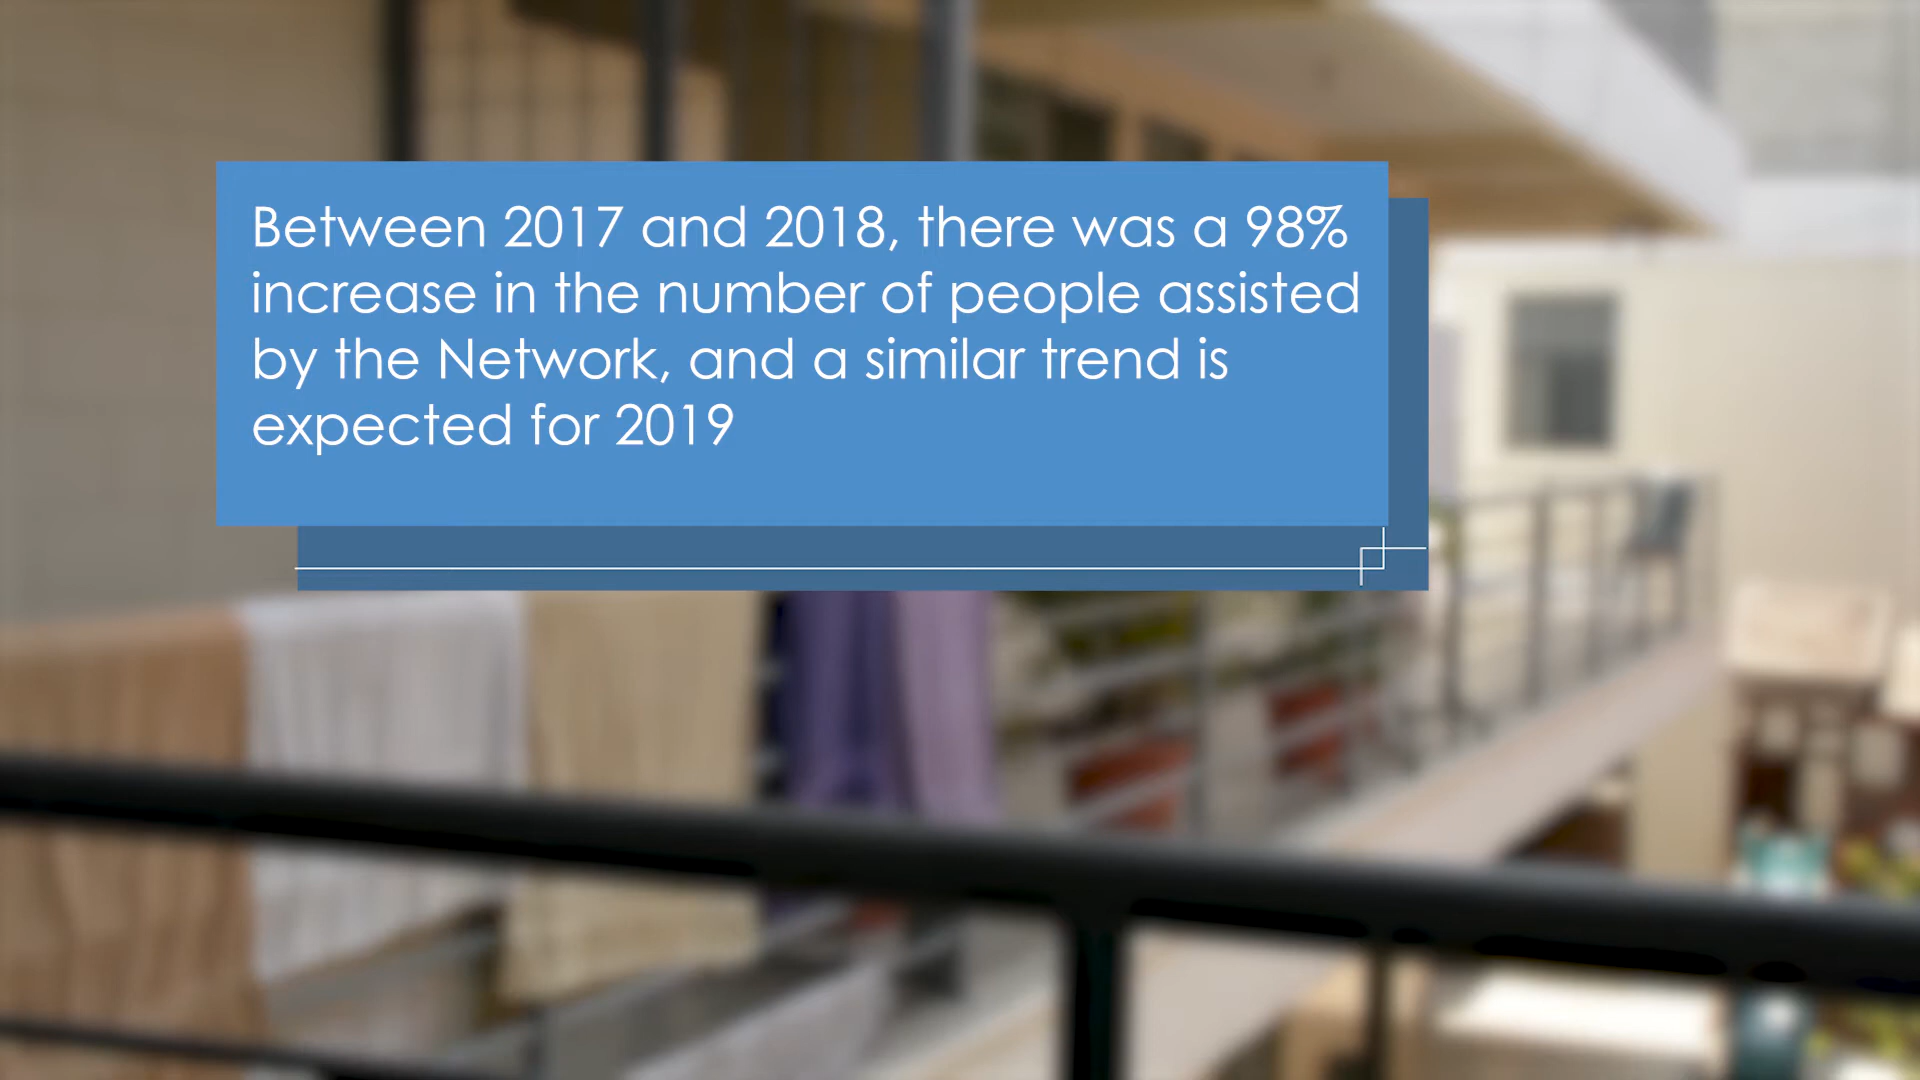 Between 2017 and 2018, there was a 98%
increase in the number of people assisted
by the Network, and a similar trend is
expected for 2019